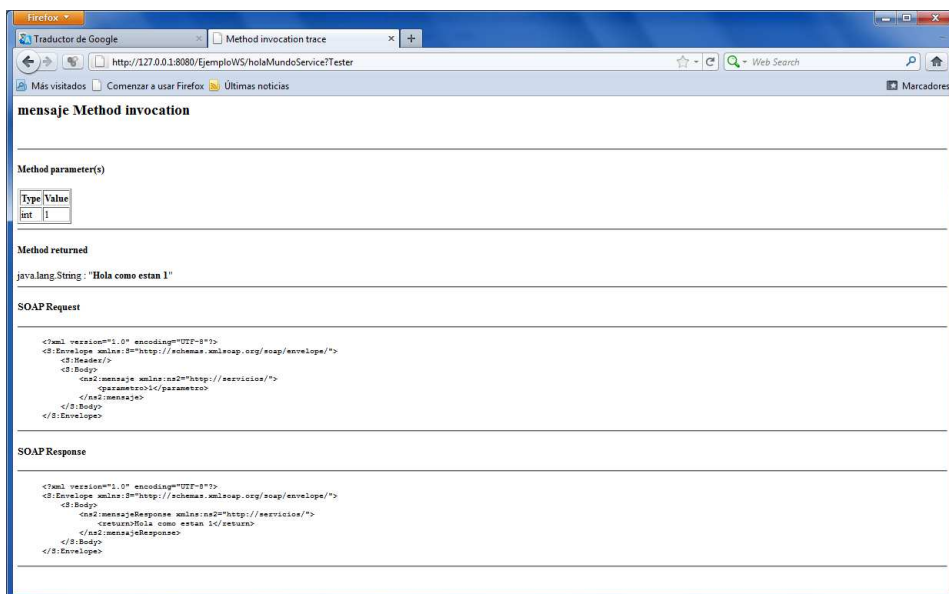 Firefox
Traductor de Google
Method invocation trace
http://127.0.0.1:8080/EjemploWS/holaMundoService?Tester
Web Search
Más visitados
Comenzar a usar Firefox
Últimas noticias
Marcadores
mensaje Method invocation
Method parameter(s)
Type Value
int 1
Method returned
java.lang.String : "Hola como estan 1"
SOAP Request
<?xml version="1.0" encoding="UTF-8"?>
<S:Envelope xmlns:S="http://schemas.xmlsoap.org/soap/envelope/">
<S:Header/>
<S:Body>
<ns2:mensaje xmlns:ns2="http://servicios/">
<parametro>1</parametro>
</ns2:mensaje>
</S:Body>
</S:Envelope>
SOAP Response
<?xml version="1.0" encoding="UTF-8"?>
<S:Envelope xmlns:S="http://schemas.xmlsoap.org/soap/envelope/">
<S:Body>
<ns2:mensajeResponse xmlns:ns2="http://servicios/">
<return>Hola como estan 1</return>
</ns2:mensajeResponse>
</S:Body>
</S:Envelope>